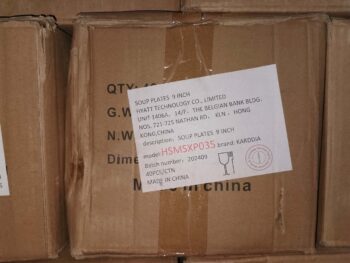 QTY: 40
G.W
N.W
Dime
Made in china
SOUP PLATES 9 INCH
HYATT TECHNOLOGY CO., LIMITED
UNIT 1406A, 14/F, THE BELGIAN BANK BLDG,
NOS. 721-725 NATHAN RD., KLN - HONG
KONG,CHINA
description: SOUP PLATES 9 INCH
model:HSMSXP035 brand: KARDDIA
Batch number: 202409
40PCU/CTN
MADE IN CHINA